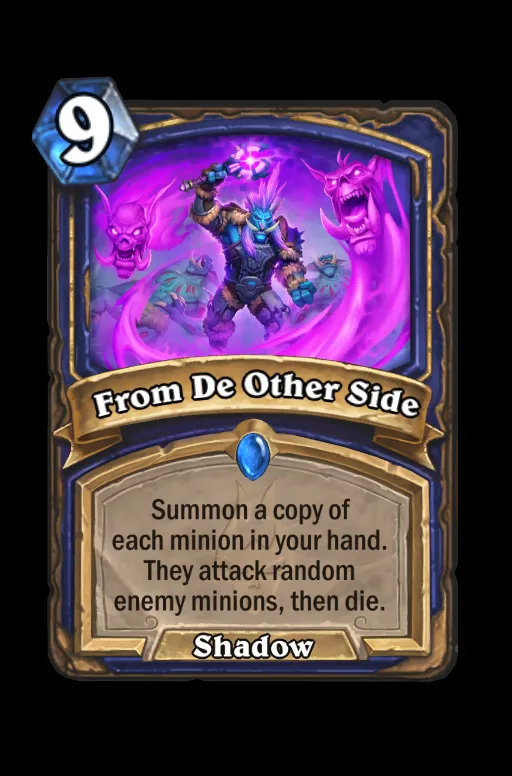 9
From De Other Side
Summon a copy of
each minion in your hand.
They attack random
enemy minions, then die.
Shadow